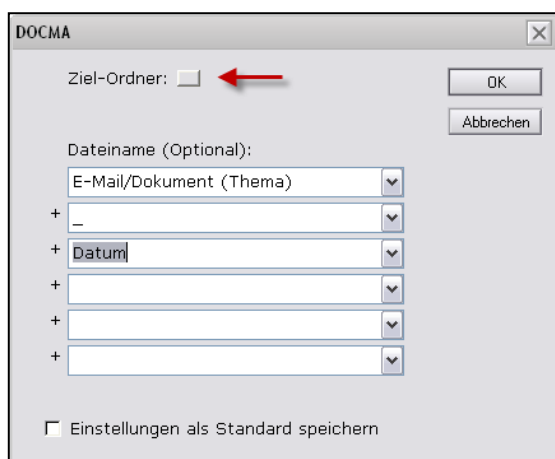 DOCMA
Ziel-Ordner:
OK
Abbrechen
Dateiname (Optional):
E-Mail/Dokument (Thema)
+ _
+ Datum
+
+
+
Einstellungen als Standard speichern